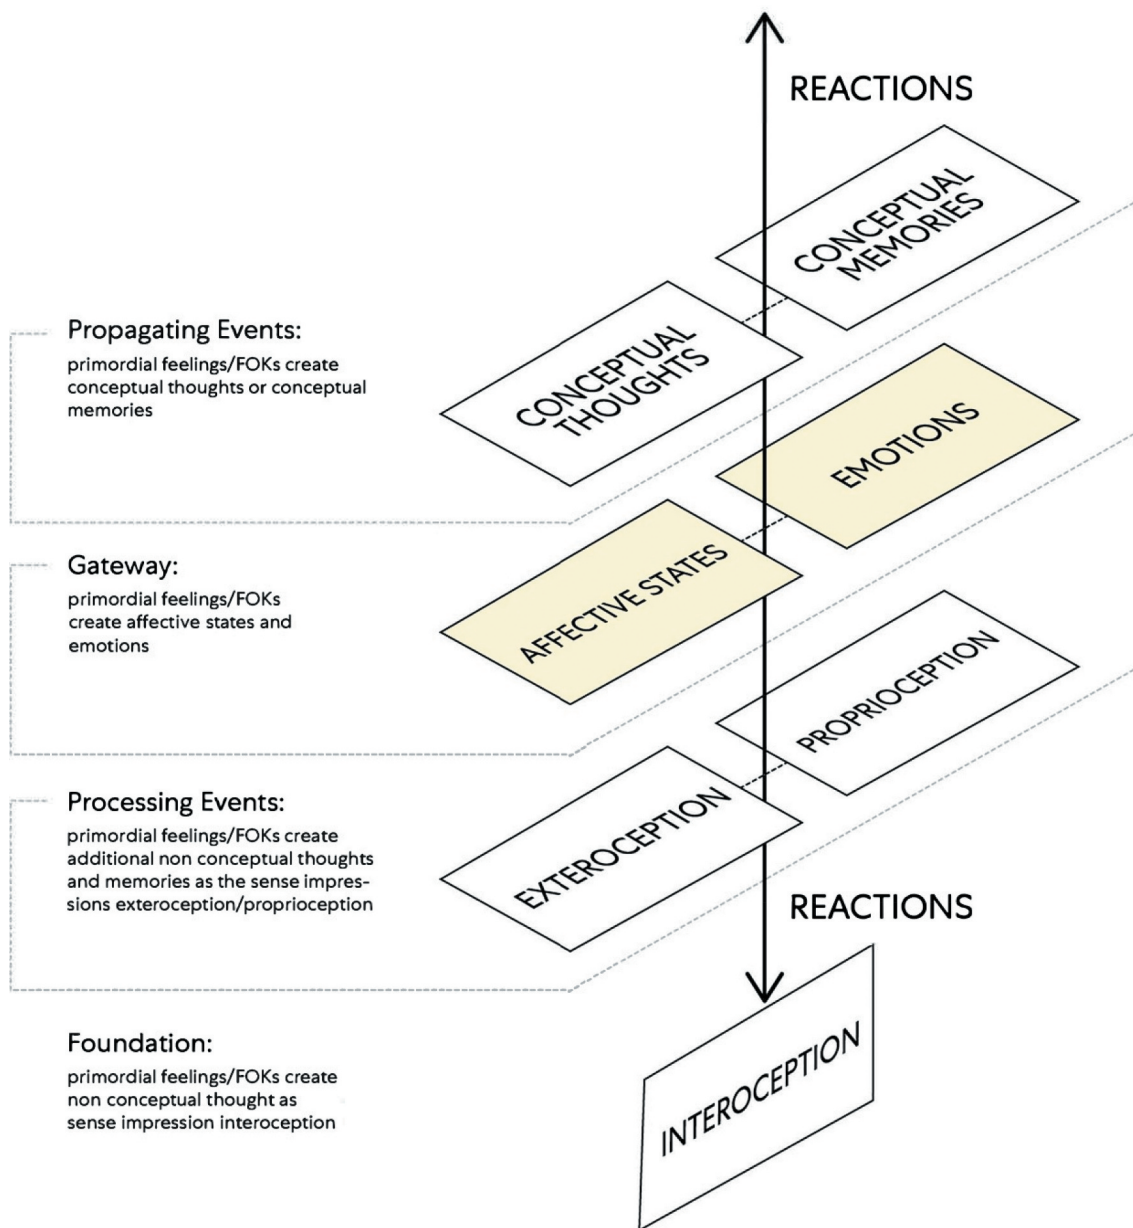 REACTIONS
CONCEPTUAL
MEMORIES
Propagating Events:
primordial feelings/FOKs create
conceptual thoughts or conceptual
memories
CONCEPTUAL
THOUGHTS
EMOTIONS
Gateway:
primordial feelings/FOKs
create affective states and
emotions
AFFECTIVE STATES
PROPRIOCEPTION
Processing Events:
primordial feelings/FOKs create
additional non conceptual thoughts
and memories as the sense impres-
sions exteroception/proprioception
EXTEROCEPTION
REACTIONS
Foundation:
primordial feelings/FOKs create
non conceptual thought as
sense impression interoception
INTEROCEPTION